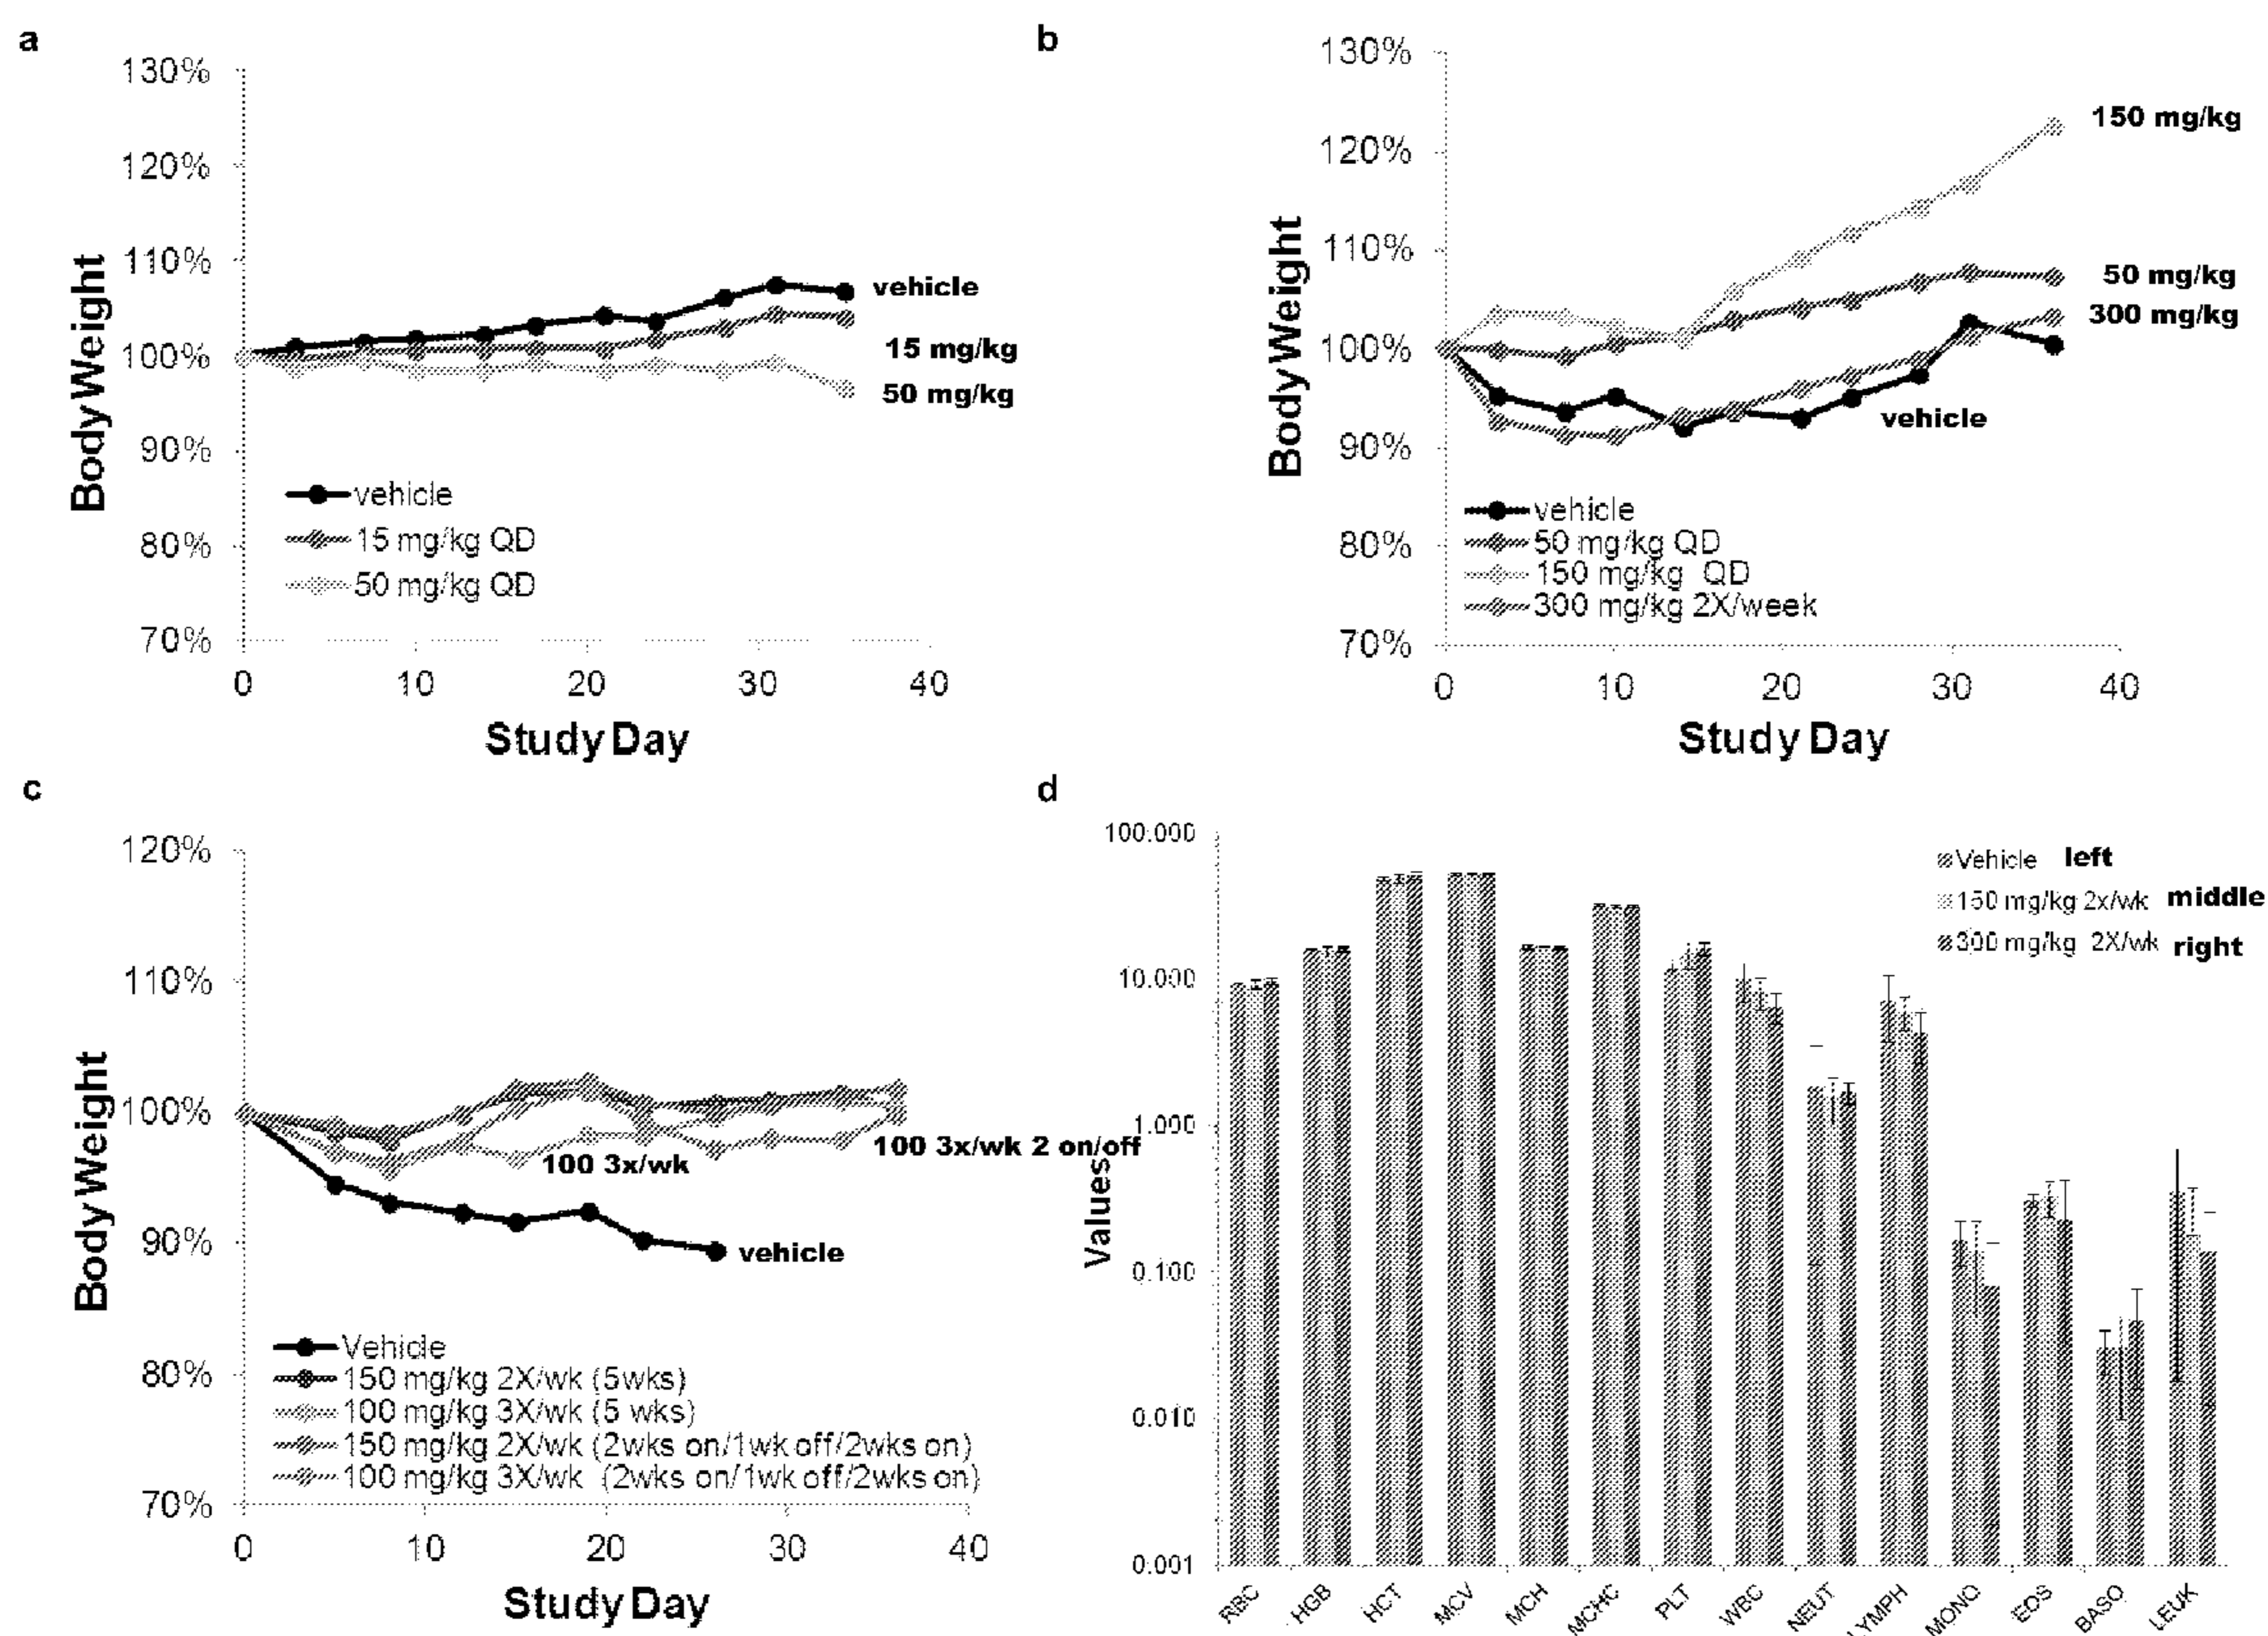 a
130%
120%
110%
100%
90%
80%
70%
Body Weight
vehicle
15 mg/kg
50 mg/kg
vehicle
15 mg/kg QD
50 mg/kg QD
0 10 20 30 40
Study Day
b
130%
120%
110%
100%
90%
80%
70%
Body Weight
150 mg/kg
50 mg/kg
300 mg/kg
vehicle
vehicle
50 mg/kg QD
150 mg/kg QD
300 mg/kg 2X/week
0 10 20 30 40
Study Day
c
120%
110%
100%
90%
80%
70%
Body Weight
100 3x/wk
100 3x/wk 2 on/off
vehicle
Vehicle
150 mg/kg 2X/wk (5wks)
100 mg/kg 3X/wk (5 wks)
150 mg/kg 2X/wk (2wks on/1wk off/2wks on)
100 mg/kg 3X/wk (2wks on/1wk off/2wks on)
0 10 20 30 40
Study Day
d
100.000
10.000
1.000
0.100
0.010
0.001
Values
Vehicle left
150 mg/kg 2x/wk middle
300 mg/kg 2X/wk right
RBC HGB HCT MCV MCH MCHC PLT WBC NEUT LYMPH MONO EOS BASO LEUK